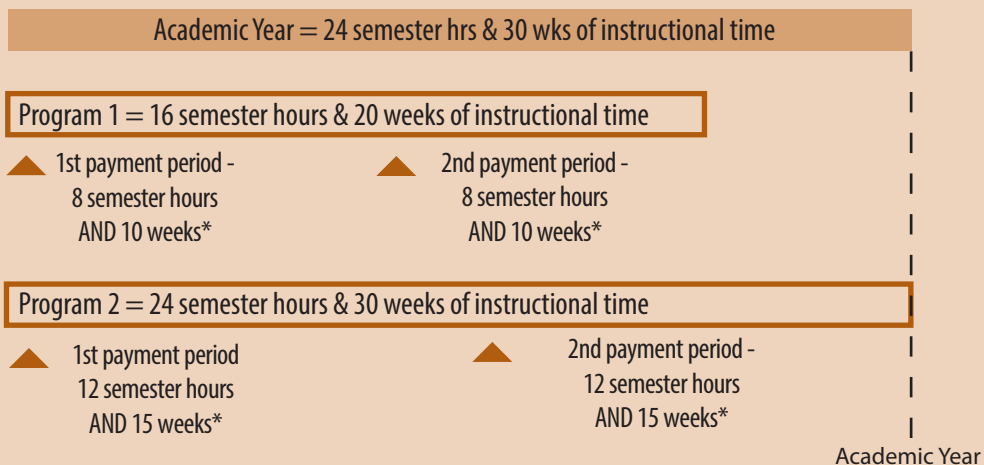 Academic Year = 24 semester hrs & 30 wks of instructional time
Program 1 = 16 semester hours & 20 weeks of instructional time
1st payment period -
8 semester hours
AND 10 weeks*
2nd payment period -
8 semester hours
AND 10 weeks*
Program 2 = 24 semester hours & 30 weeks of instructional time
1st payment period
12 semester hours
AND 15 weeks*
2nd payment period -
12 semester hours
AND 15 weeks*
Academic Year